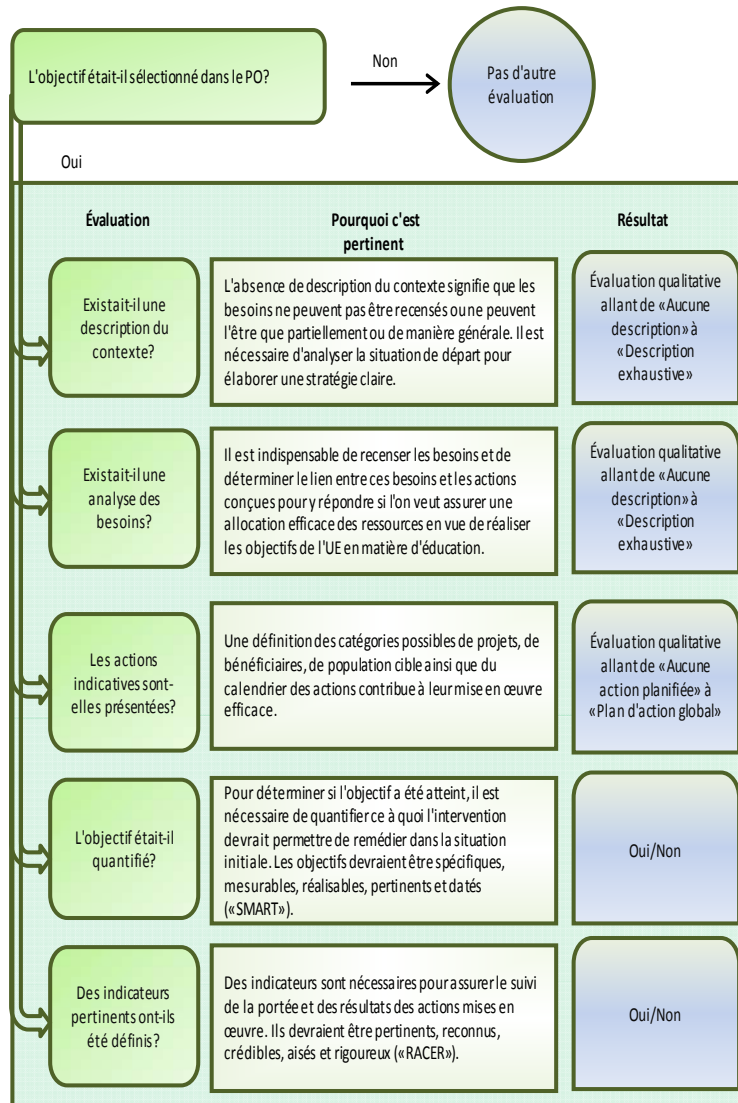 L'objectif était-il sélectionné dans le PO?
Non
Pas d'autre
évaluation
Oui
Évaluation
Pourquoi c'est
pertinent
Résultat
Existait-il une
description du
contexte?
L'absence de description du contexte signifie que les
besoins ne peuvent pas être recensés ou ne peuvent
l'être que partiellement ou de manière générale. Il est
nécessaire d'analyser la situation de départ pour
élaborer une stratégie claire.
Évaluation qualitative
allant de «Aucune
description» à
«Description
exhaustive»
Existait-il une
analyse des
besoins?
Il est indispensable de recenser les besoins et de
déterminer le lien entre ces besoins et les actions
conçues pour y répondre si l'on veut assurer une
allocation efficace des ressources en vue de réaliser
les objectifs de l'UE en matière d'éducation.
Évaluation qualitative
allant de «Aucune
description» à
«Description
exhaustive»
Les actions
indicatives sont-
elles présentées?
Une définition des catégories possibles de projets, de
bénéficiaires, de population cible ainsi que du
calendrier des actions contribue à leur mise en œuvre
efficace.
Évaluation qualitative
allant de «Aucune
action planifiée» à
«Plan d'action global»
L'objectif était-il
quantifié?
Pour déterminer si l'objectif a été atteint, il est
nécessaire de quantifier ce à quoi l'intervention
devrait permettre de remédier dans la situation
initiale. Les objectifs devraient être spécifiques,
mesurables, réalisables, pertinents et datés
(«SMART»).
Oui/Non
Des indicateurs
pertinents ont-ils
été définis?
Des indicateurs sont nécessaires pour assurer le suivi
de la portée et des résultats des actions mises en
œuvre. Ils devraient être pertinents, reconnus,
crédibles, aisés et rigoureux («RACER»).
Oui/Non